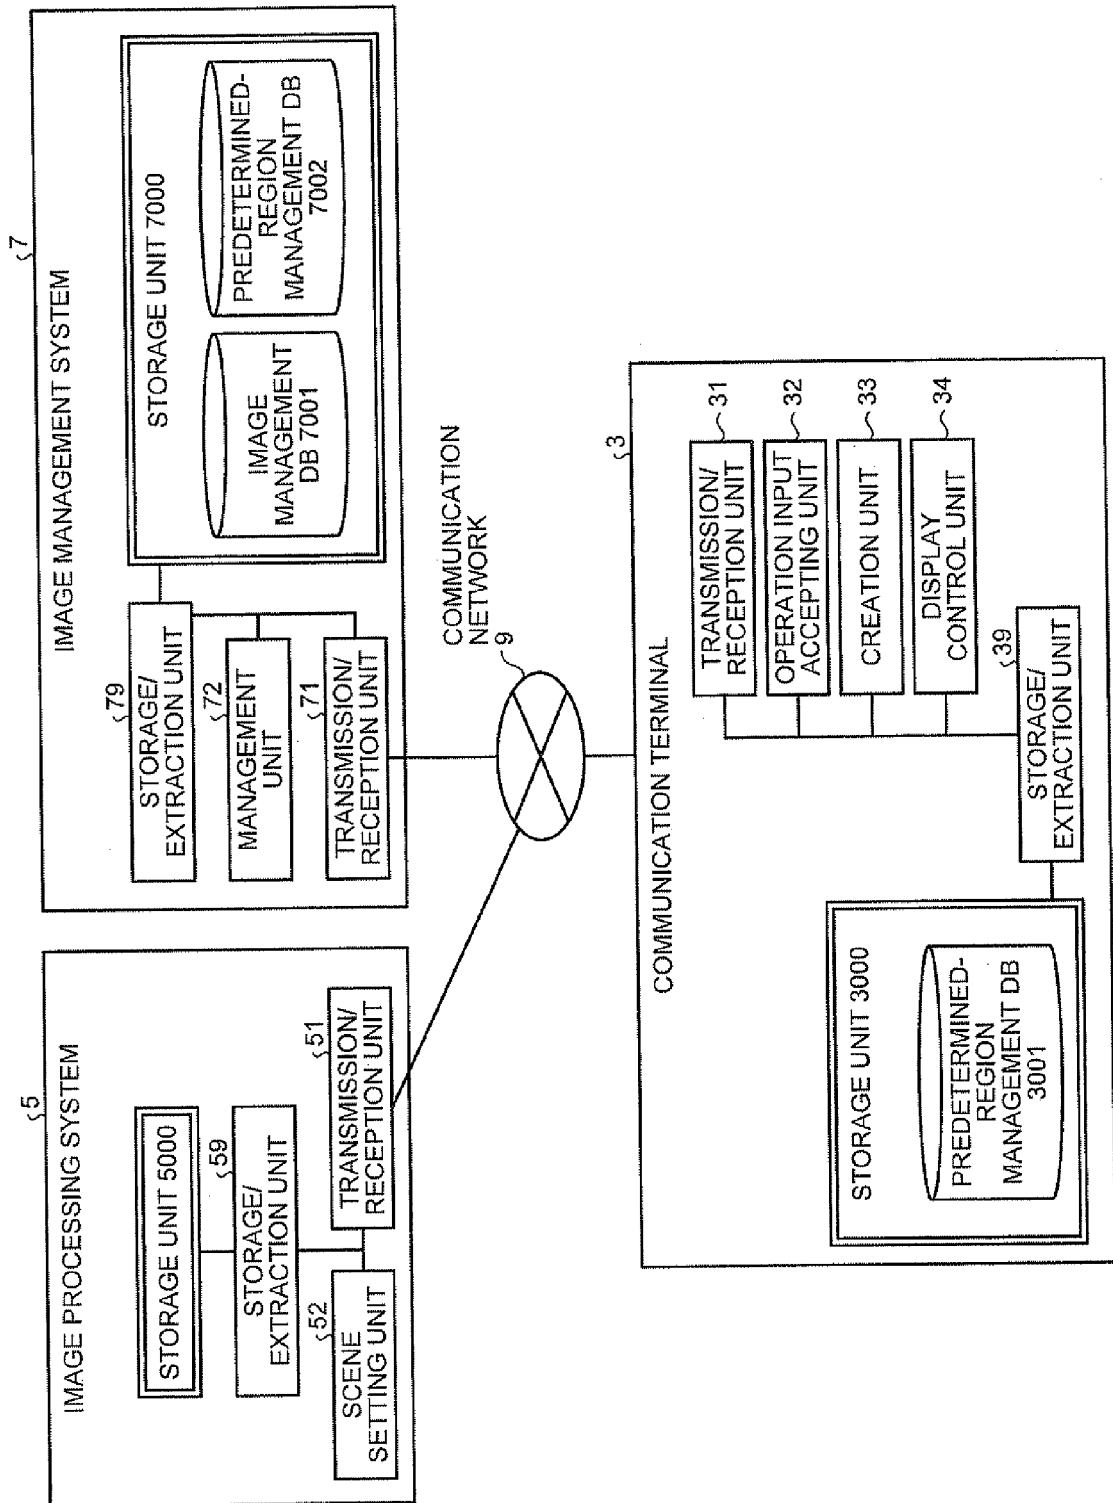 5
IMAGE PROCESSING SYSTEM
STORAGE UNIT 5000
59
STORAGE/
EXTRACTION UNIT
52
SCENE
SETTING UNIT
51
TRANSMISSION/
RECEPTION UNIT
7
IMAGE MANAGEMENT SYSTEM
79
STORAGE/
EXTRACTION UNIT
72
MANAGEMENT
UNIT
71
TRANSMISSION/
RECEPTION UNIT
STORAGE UNIT 7000
IMAGE
MANAGEMENT
DB 7001
PREDETERMINED-
REGION
MANAGEMENT DB
7002
COMMUNICATION
NETWORK
9
3
COMMUNICATION TERMINAL
TRANSMISSION/
RECEPTION UNIT
31
OPERATION INPUT
ACCEPTING UNIT
32
CREATION UNIT
33
DISPLAY
CONTROL UNIT
34
39
STORAGE/
EXTRACTION UNIT
STORAGE UNIT 3000
PREDETERMINED-
REGION
MANAGEMENT DB
3001